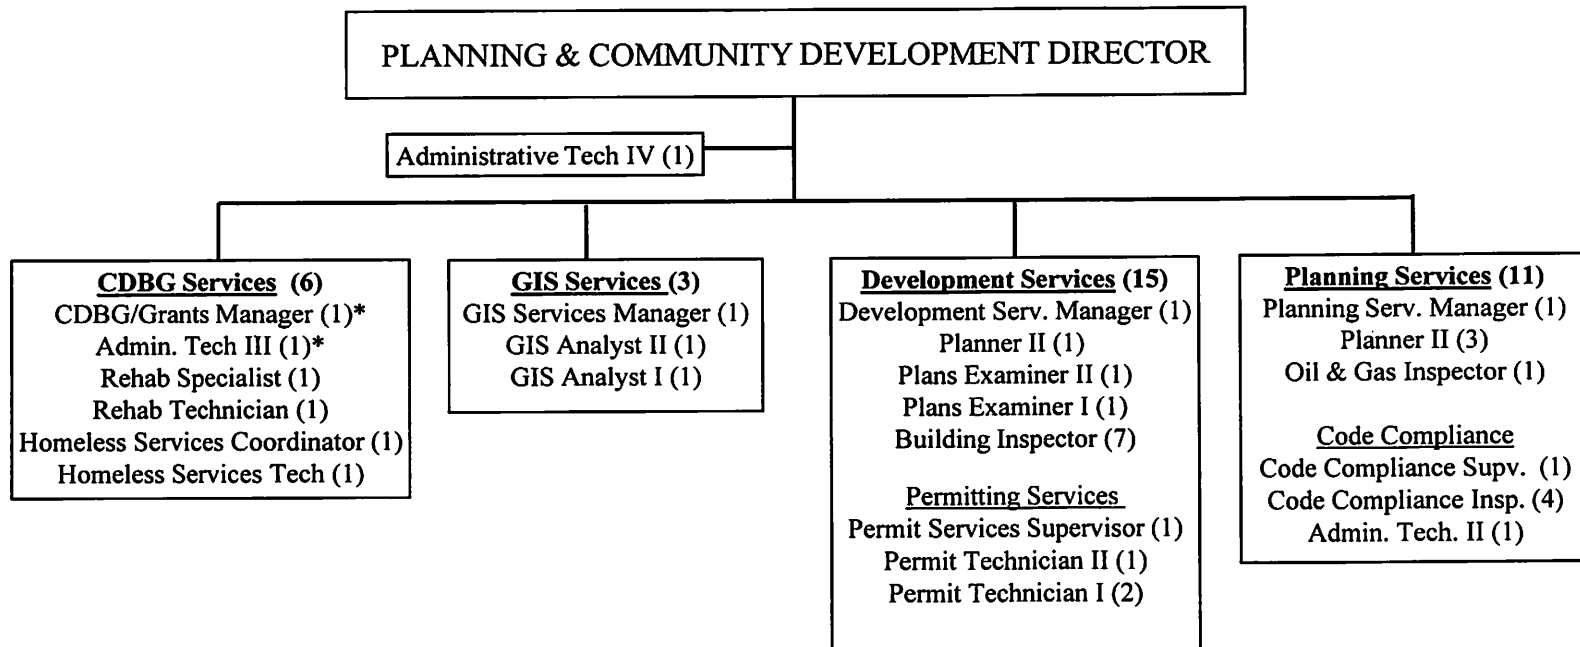 PLANNING & COMMUNITY DEVELOPMENT DIRECTOR
Administrative Tech IV (1)
CDBG Services (6)
CDBG/Grants Manager (1)*
Admin. Tech III (1)*
Rehab Specialist (1)
Rehab Technician (1)
Homeless Services Coordinator (1)
Homeless Services Tech (1)
GIS Services (3)
GIS Services Manager (1)
GIS Analyst II (1)
GIS Analyst I (1)
Development Services (15)
Development Serv. Manager (1)
Planner II (1)
Plans Examiner II (1)
Plans Examiner I (1)
Building Inspector (7)
Permitting Services
Permit Services Supervisor (1)
Permit Technician II (1)
Permit Technician I (2)
Planning Services (11)
Planning Serv. Manager (1)
Planner II (3)
Oil & Gas Inspector (1)
Code Compliance
Code Compliance Supv. (1)
Code Compliance Insp. (4)
Admin. Tech. II (1)